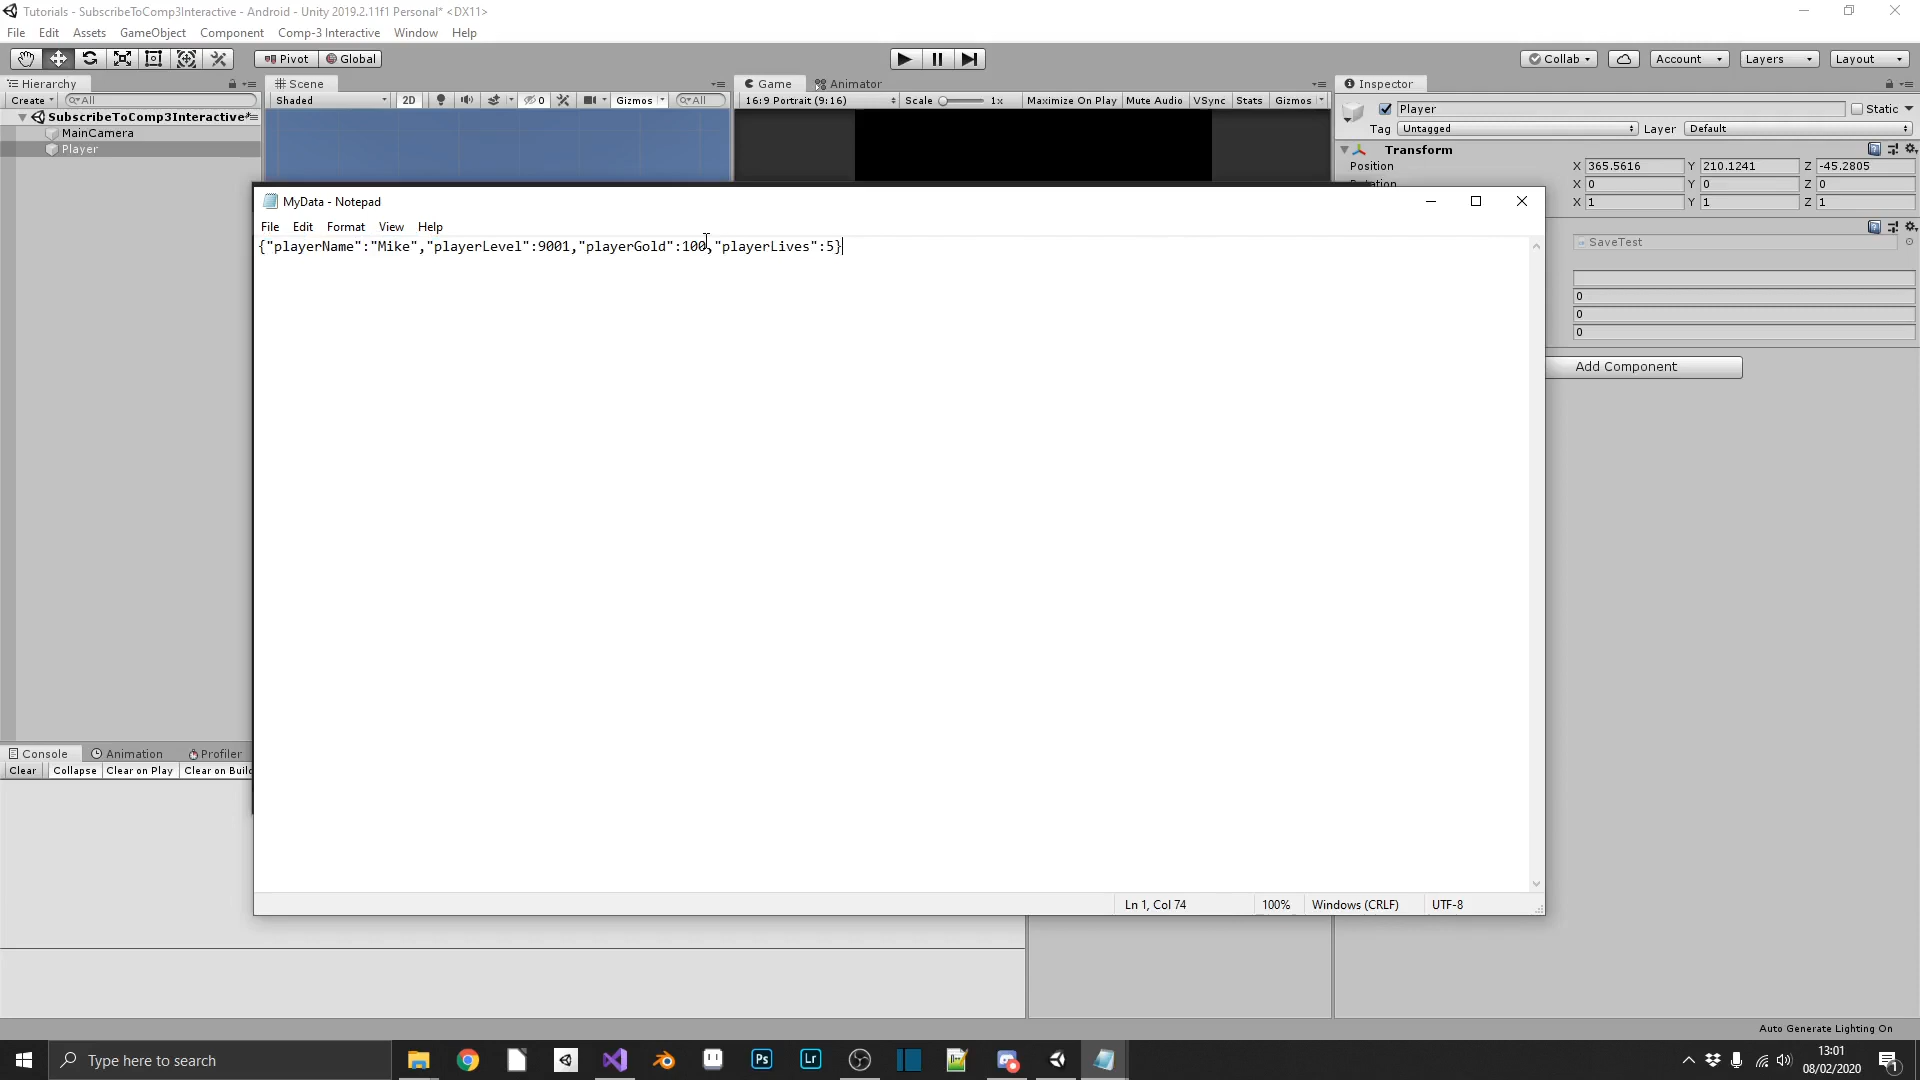 Tutorials - SubscribeToComp3Interactive - Android - Unity 2019.2.11f1 Personal* <DX11>
File Edit Assets GameObject Component Comp-3 Interactive Window Help
Pivot Global Collab Account Layers Layout
Hierarchy Scene Game Animator Inspector
Create All Shaded 2D 0 Gizmos All 16:9 Portrait (9:16) Scale 1x Maximize On Play Mute Audio VSync Stats Gizmos Player Static
SubscribeToComp3Interactive*
MainCamera
Player
Tag Untagged Layer Default
Transform
Position X 365.5616 Y 210.1241 Z -45.2805
X 0 Y 0 Z 0
X 1 Y 1 Z 1
SaveTest
0
0
0
Add Component
MyData - Notepad
File Edit Format View Help
{"playerName":"Mike","playerLevel":9001,"playerGold":100,"playerLives":5}
Ln 1, Col 74 100% Windows (CRLF) UTF-8
Console Animation Profiler
Clear Collapse Clear on Play Clear on Build
Auto Generate Lighting On
Type here to search
Ps Lr
13:01
08/02/2020
1